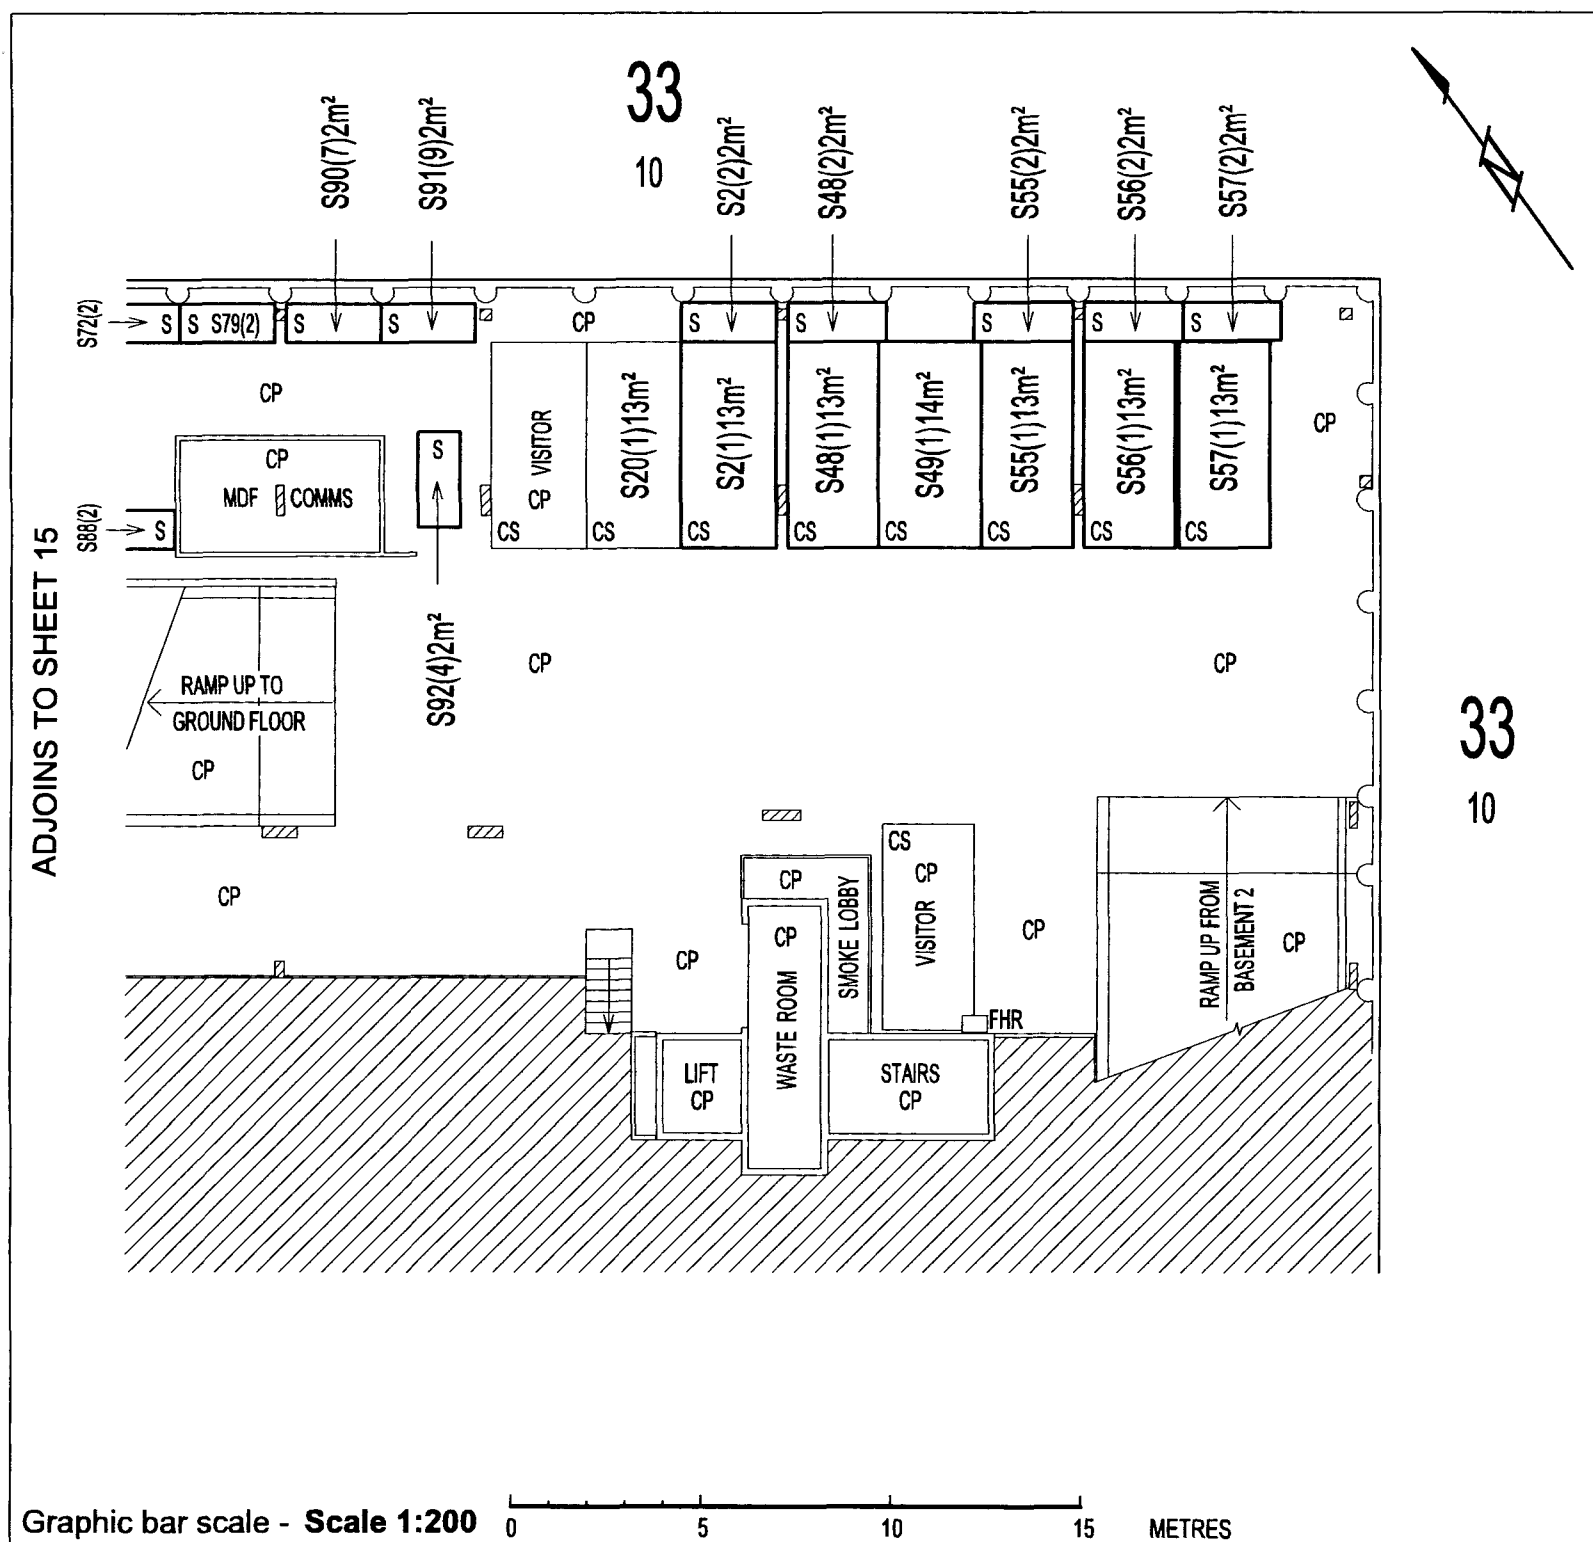 33
10
S90(7)2m²
S91(9)2m²
S2(2)2m²
S48(2)2m²
S55(2)2m²
S56(2)2m²
S57(2)2m²
S72(2)
S
S S79(2)
S
S
CP
S
S
S
S
S
CP
VISITOR
CP
CS
S20(1)13m²
CS
S2(1)13m²
CS
S48(1)13m²
CS
S49(1)14m²
CS
S55(1)13m²
CS
S56(1)13m²
CS
S57(1)13m²
CS
CP
CP
MDF COMMS
S
S88(2)
S
S92(4)2m²
ADJOINS TO SHEET 15
CP
CP
RAMP UP TO
GROUND FLOOR
CP
33
10
CS
CP
VISITOR
CP
SMOKE LOBBY
CP
WASTE ROOM
CP
CP
CP
RAMP UP FROM
BASEMENT 2
CP
FHR
LIFT
CP
STAIRS
CP
Graphic bar scale - Scale 1:200
0 5 10 15 METRES